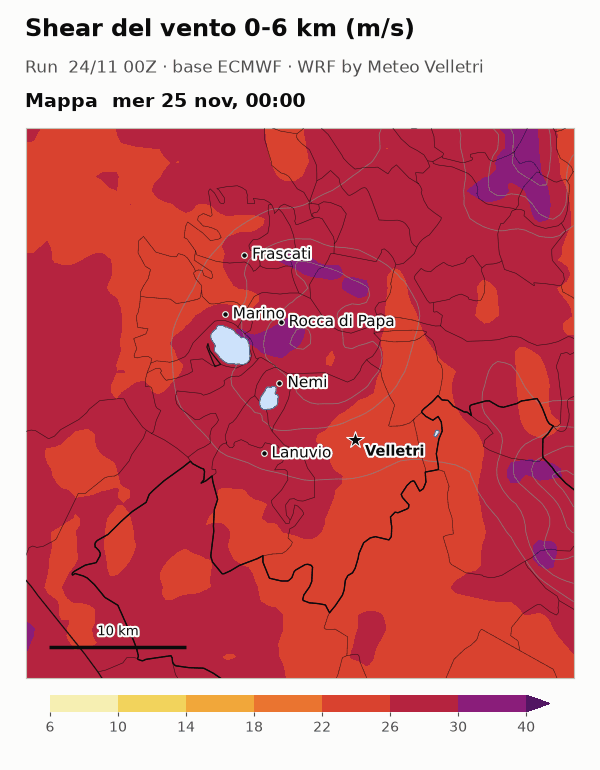 Shear del vento 0-6 km (m/s)
Run  24/11 00Z · base ECMWF · WRF by Meteo Velletri
Mappa  mer 25 nov, 00:00
Frascati
Marino
Rocca di Papa
Nemi
Velletri
Lanuvio
10 km
6 10 14 18 22 26 30 40